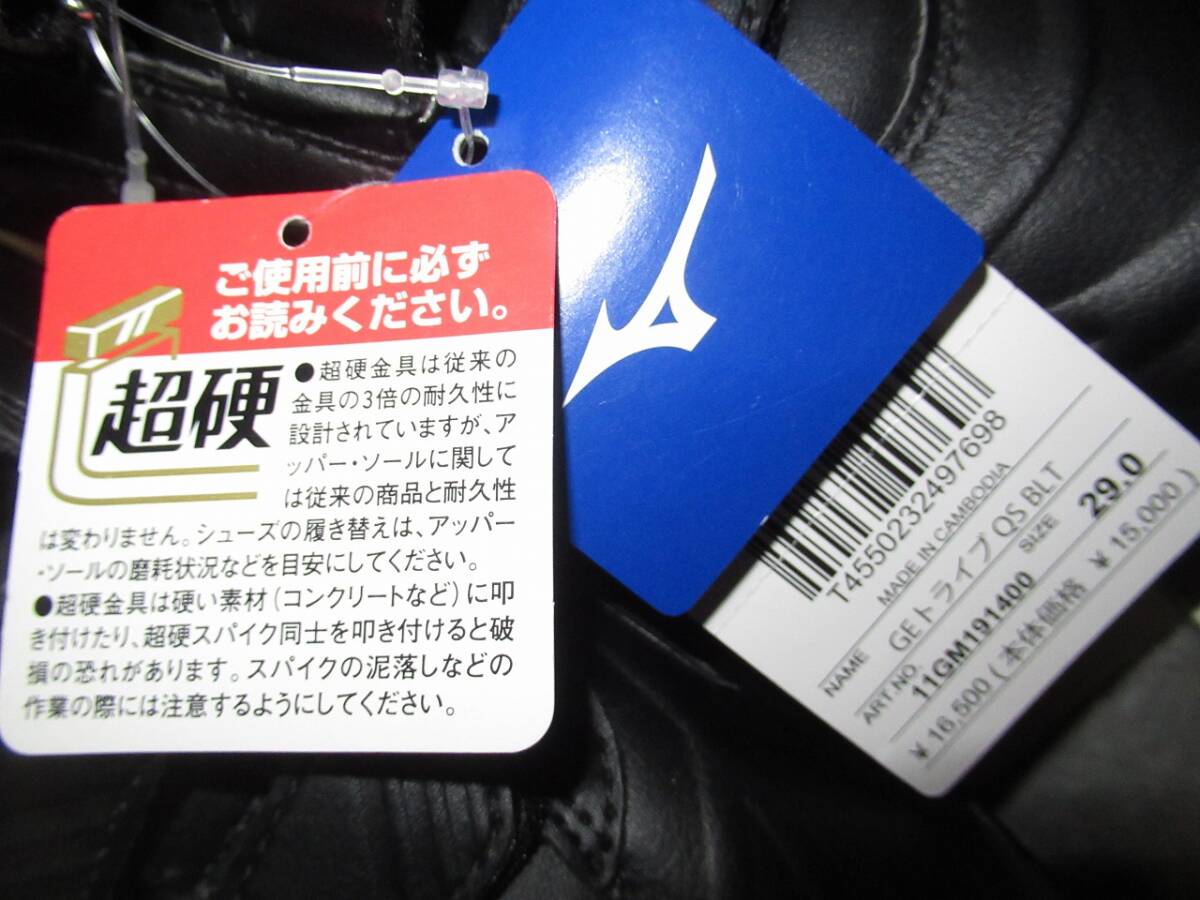 ご使用前に必ず
お読みください。
超硬
●超硬金具は従来の
金具の3倍の耐久性に
設計されていますが、ア
ッパー・ソールに関して
は従来の商品と耐久性
は変わりません。シューズの履き替えは、アッパー
・ソールの磨耗状況などを目安にしてください。
●超硬金具は硬い素材(コンクリートなど)に叩
き付けたり、超硬スパイク同士を叩き付けると破
損の恐れがあります。スパイクの泥落しなどの
作業の際には注意するようにしてください。
T4550232497698
MADE IN CAMBODIA
NAME GEトライブ QS BLT
ART.NO 11GM191400 SIZE 29.0
¥16,500(本体価格 ¥15,000)